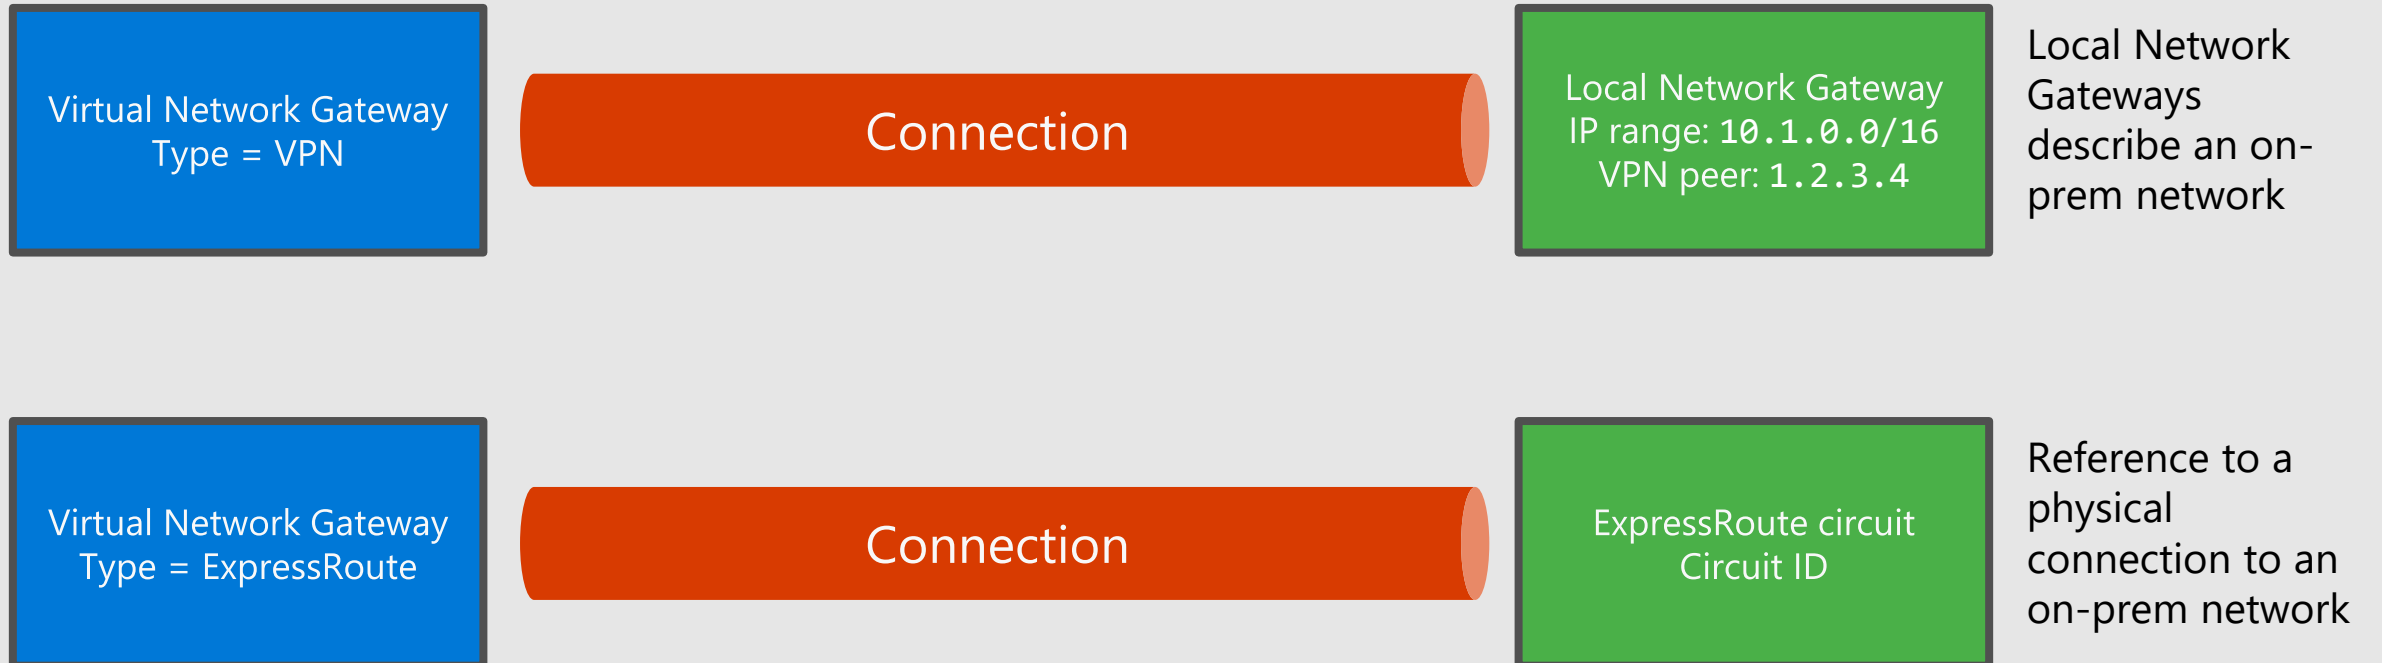 Virtual Network Gateway
Type = VPN
Connection
Local Network Gateway
IP range: 10.1.0.0/16
VPN peer: 1.2.3.4
Local Network
Gateways
describe an on-
prem network
Virtual Network Gateway
Type = ExpressRoute
Connection
ExpressRoute circuit
Circuit ID
Reference to a
physical
connection to an
on-prem network